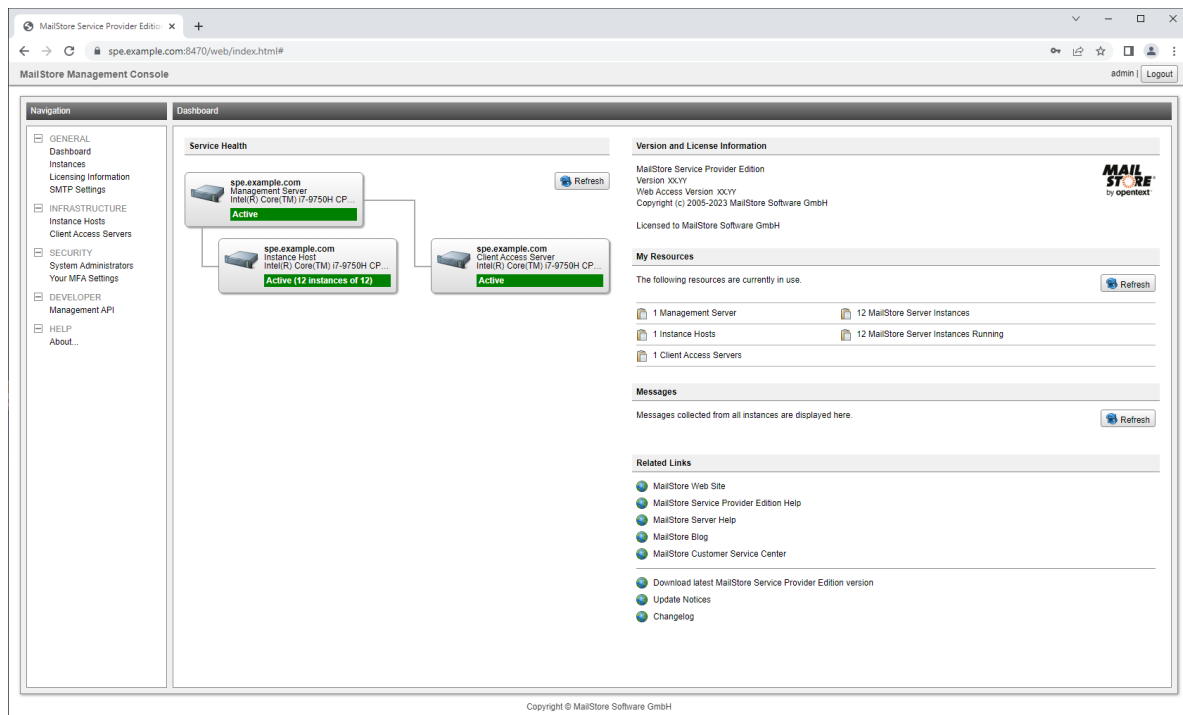 MailStore Service Provider Edition
spe.example.com:8470/web/index.html#
MailStore Management Console
admin | Logout
Navigation
GENERAL
Dashboard
Instances
Licensing Information
SMTP Settings
INFRASTRUCTURE
Instance Hosts
Client Access Servers
SECURITY
System Administrators
Your MFA Settings
DEVELOPER
Management API
HELP
About...
Dashboard
Service Health
Refresh
spe.example.com
Management Server
Intel(R) Core(TM) i7-9750H CP...
Active
spe.example.com
Instance Host
Intel(R) Core(TM) i7-9750H CP...
Active (12 instances of 12)
spe.example.com
Client Access Server
Intel(R) Core(TM) i7-9750H CP...
Active
Version and License Information
MailStore Service Provider Edition
Version XX.YY
Web Access Version XX.YY
Copyright (c) 2005-2023 MailStore Software GmbH
Licensed to MailStore Software GmbH
MAIL
STORE
by opentext™
My Resources
The following resources are currently in use.
Refresh
1 Management Server
12 MailStore Server Instances
1 Instance Hosts
12 MailStore Server Instances Running
1 Client Access Servers
Messages
Messages collected from all instances are displayed here.
Refresh
Related Links
MailStore Web Site
MailStore Service Provider Edition Help
MailStore Server Help
MailStore Blog
MailStore Customer Service Center
Download latest MailStore Service Provider Edition version
Update Notices
Changelog
Copyright © MailStore Software GmbH